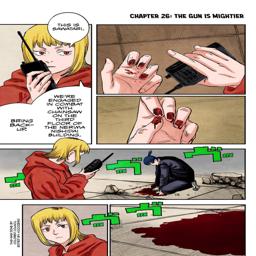 CHAPTER 26: THE GUN IS MIGHTIER
THIS IS
SAWATARI.
WE'RE
ENGAGED
IN COMBAT
WITH
CHAINSAW
ON THE
THIRD
FLOOR OF
THE NERIMA
NISHIDAI
BUILDING.
BRING
BACK-
UP.